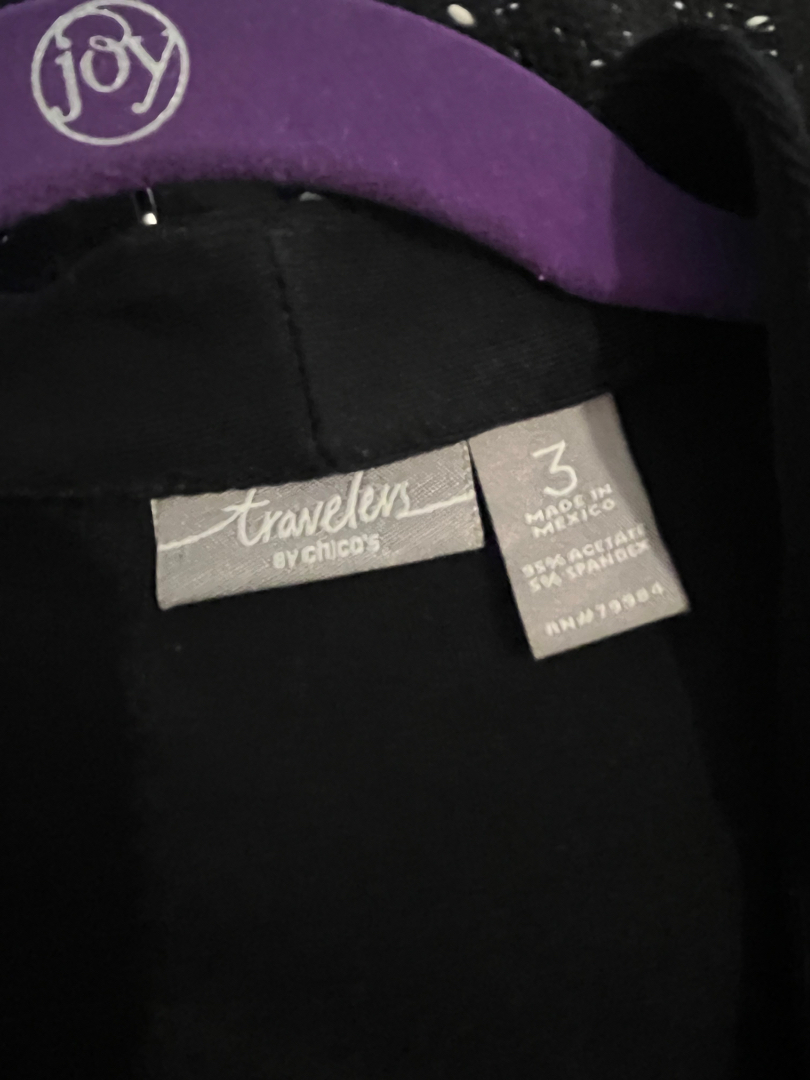 joy
travelers
BY CHICO'S
3
MADE IN
MEXICO
95% ACETATE
5% SPANDEX
RN#79984